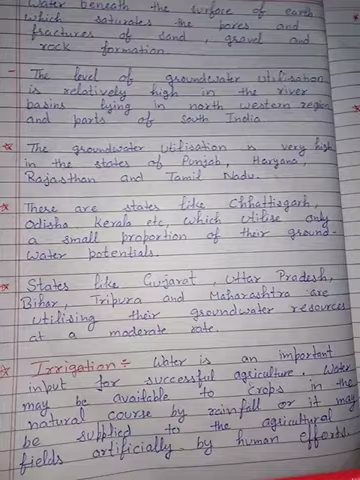 Water beneath the surface of earth
which saturates the pores and
fractures of sand, gravel and
rock formation.
- The level of groundwater utilisation
is relatively high in the river
basins lying in north western region
and parts of South India
* The groundwater utilisation is very high
in the states of Punjab, Haryana,
Rajasthan and Tamil Nadu.
* There are states like Chhattisgarh,
Odisha, Kerala etc, which utilise only
a small proportion of their ground-
water potentials.
* States like Gujarat, Uttar Pradesh,
Bihar, Tripura and Maharashtra are
utilising their groundwater resources
at a moderate rate.
* Irrigation ÷ Water is an important
input for successful agriculture. Water
may be available to crops in the
natural course by rainfall or it may
be supplied to the agricultural
fields artificially by human efforts.